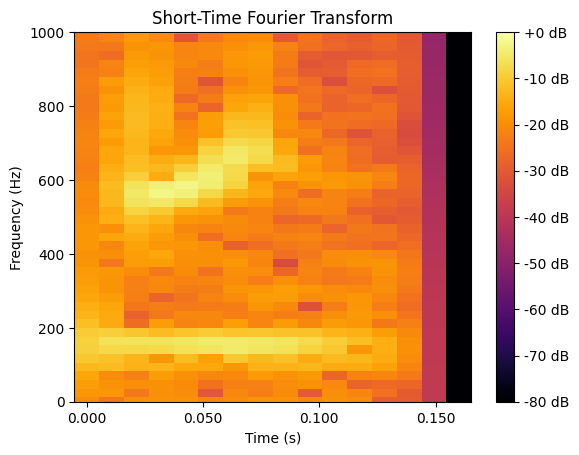 Short-Time Fourier Transform
Frequency (Hz)
1000
800
600
400
200
0
0.000
0.050
0.100
0.150
Time (s)
+0 dB
-10 dB
-20 dB
-30 dB
-40 dB
-50 dB
-60 dB
-70 dB
-80 dB